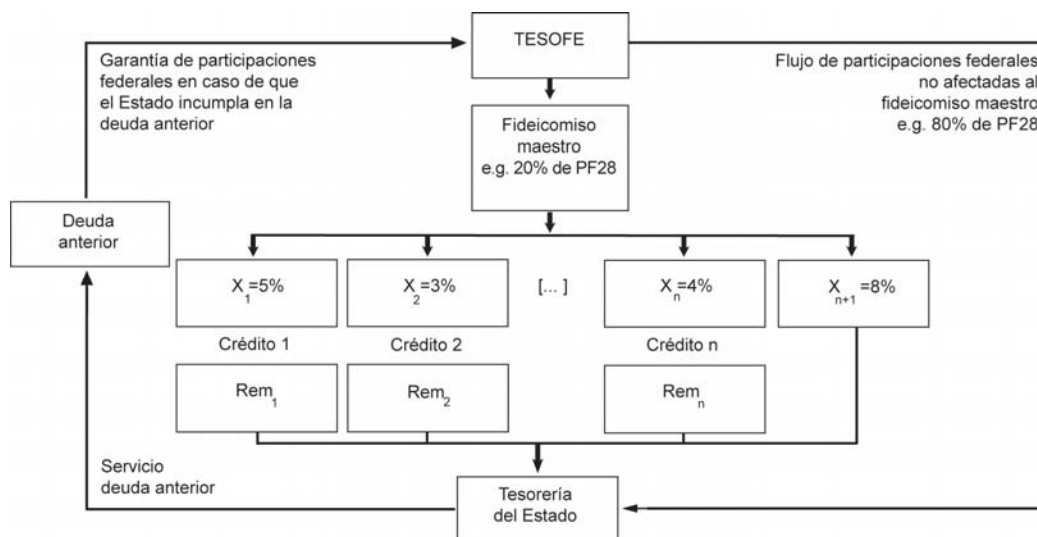 TESOFE
Garantía de participaciones
federales en caso de que
el Estado incumpla en la
deuda anterior
Flujo de participaciones federales
no afectadas al
fideicomiso maestro
e.g. 80% de PF28
Fideicomiso
maestro
e.g. 20% de PF28
Deuda
anterior
X1=5%
X2=3%
[... ]
Xn=4%
Xn+1 =8%
Crédito 1
Crédito 2
Crédito n
Rem1
Rem2
Remn
Servicio
deuda anterior
Tesorería
del Estado